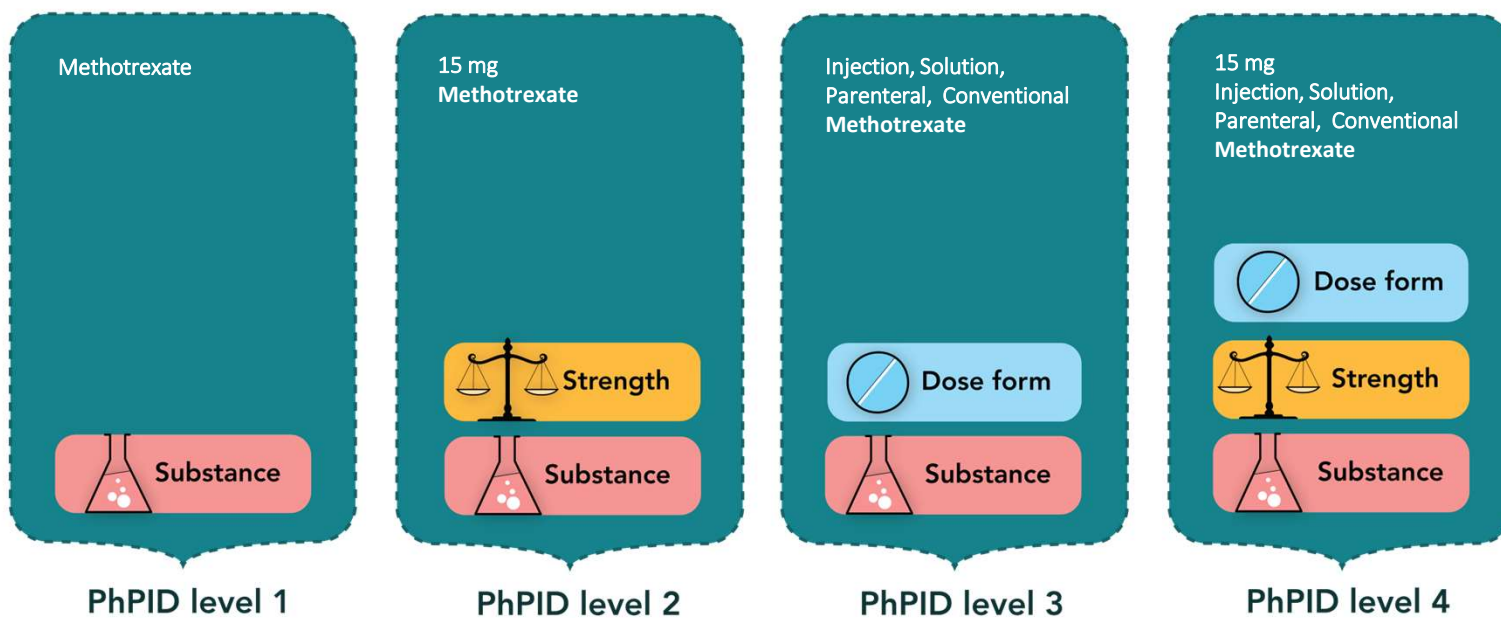 Methotrexate
Substance
PhPID level 1
15 mg
Methotrexate
Strength
Substance
PhPID level 2
Injection, Solution,
Parenteral, Conventional
Methotrexate
Dose form
Substance
PhPID level 3
15 mg
Injection, Solution,
Parenteral, Conventional
Methotrexate
Dose form
Strength
Substance
PhPID level 4